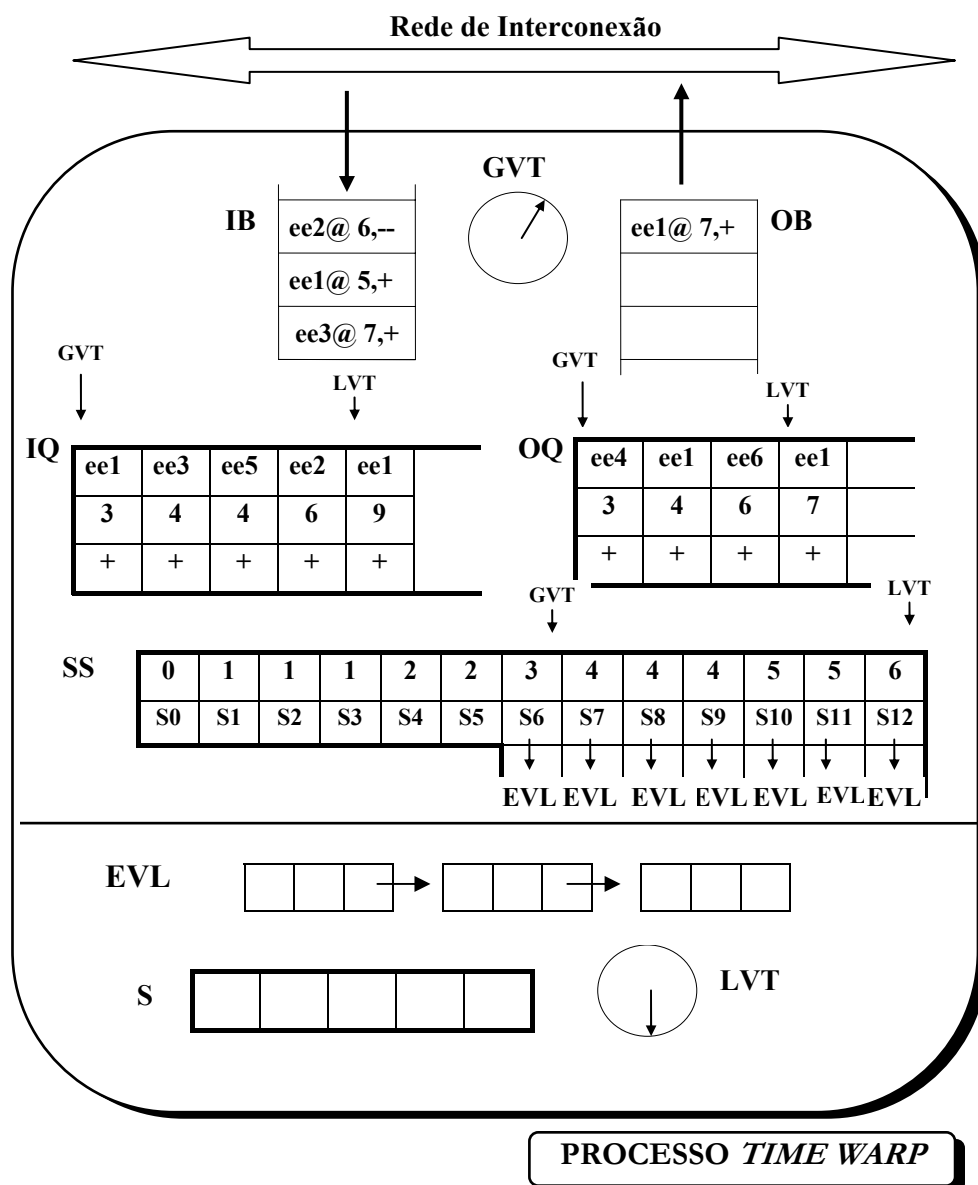 Rede de Interconexão
GVT
IB
ee2@ 6,--
ee1@ 5,+
ee3@ 7,+
ee1@ 7,+
OB
GVT
LVT
GVT
LVT
IQ
ee1 ee3 ee5 ee2 ee1
3 4 4 6 9
+ + + + +
OQ
ee4 ee1 ee6 ee1
3 4 6 7
+ + + +
GVT
LVT
SS
0 1 1 1 2 2 3 4 4 4 5 5 6
S0 S1 S2 S3 S4 S5 S6 S7 S8 S9 S10 S11 S12
EVL EVL EVL EVL EVL EVL EVL
EVL
S
LVT
PROCESSO TIME WARP